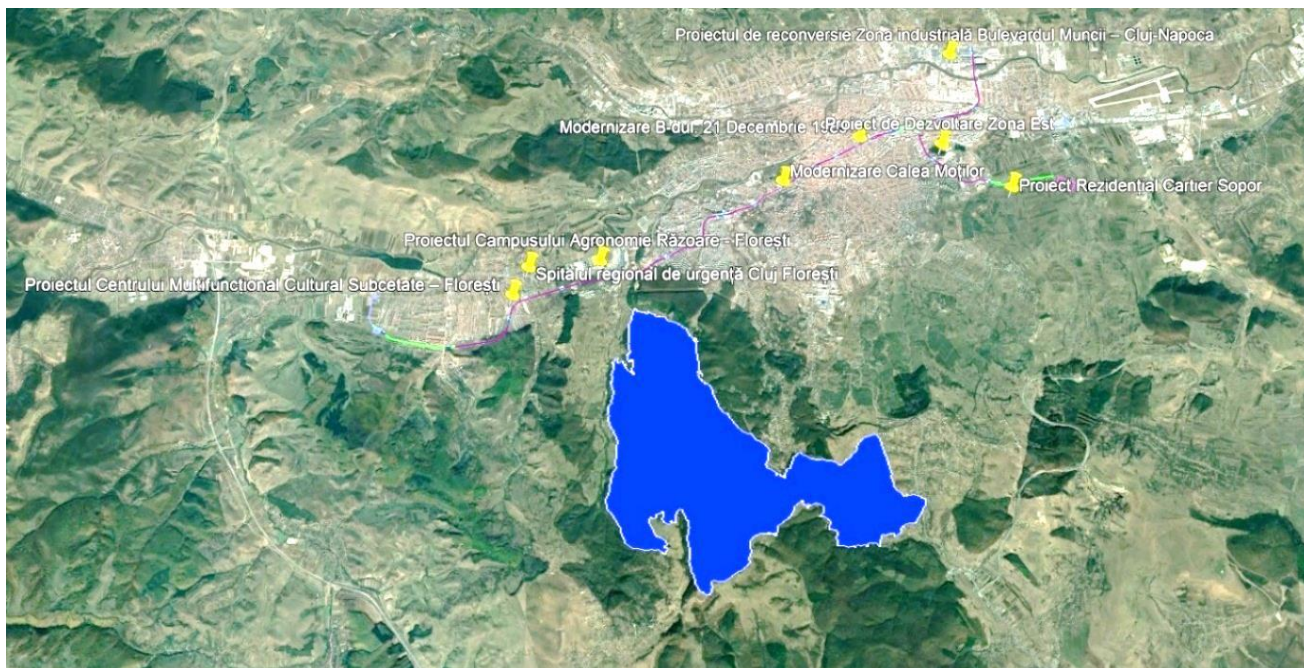 Proiectul de reconversie Zona industrială Bulevardul Muncii – Cluj-Napoca
Modernizare B-dul. 21 Decembrie
Proiect de Dezvoltare Zona Est
Modernizare Calea Moților
Proiect Rezidențial Cartier Sopor
Proiectul Campusului Agronomie Răzoare - Florești
Spitalul regional de urgență Cluj Florești
Proiectul Centrului Multifuncțional Cultural Subcetate – Florești